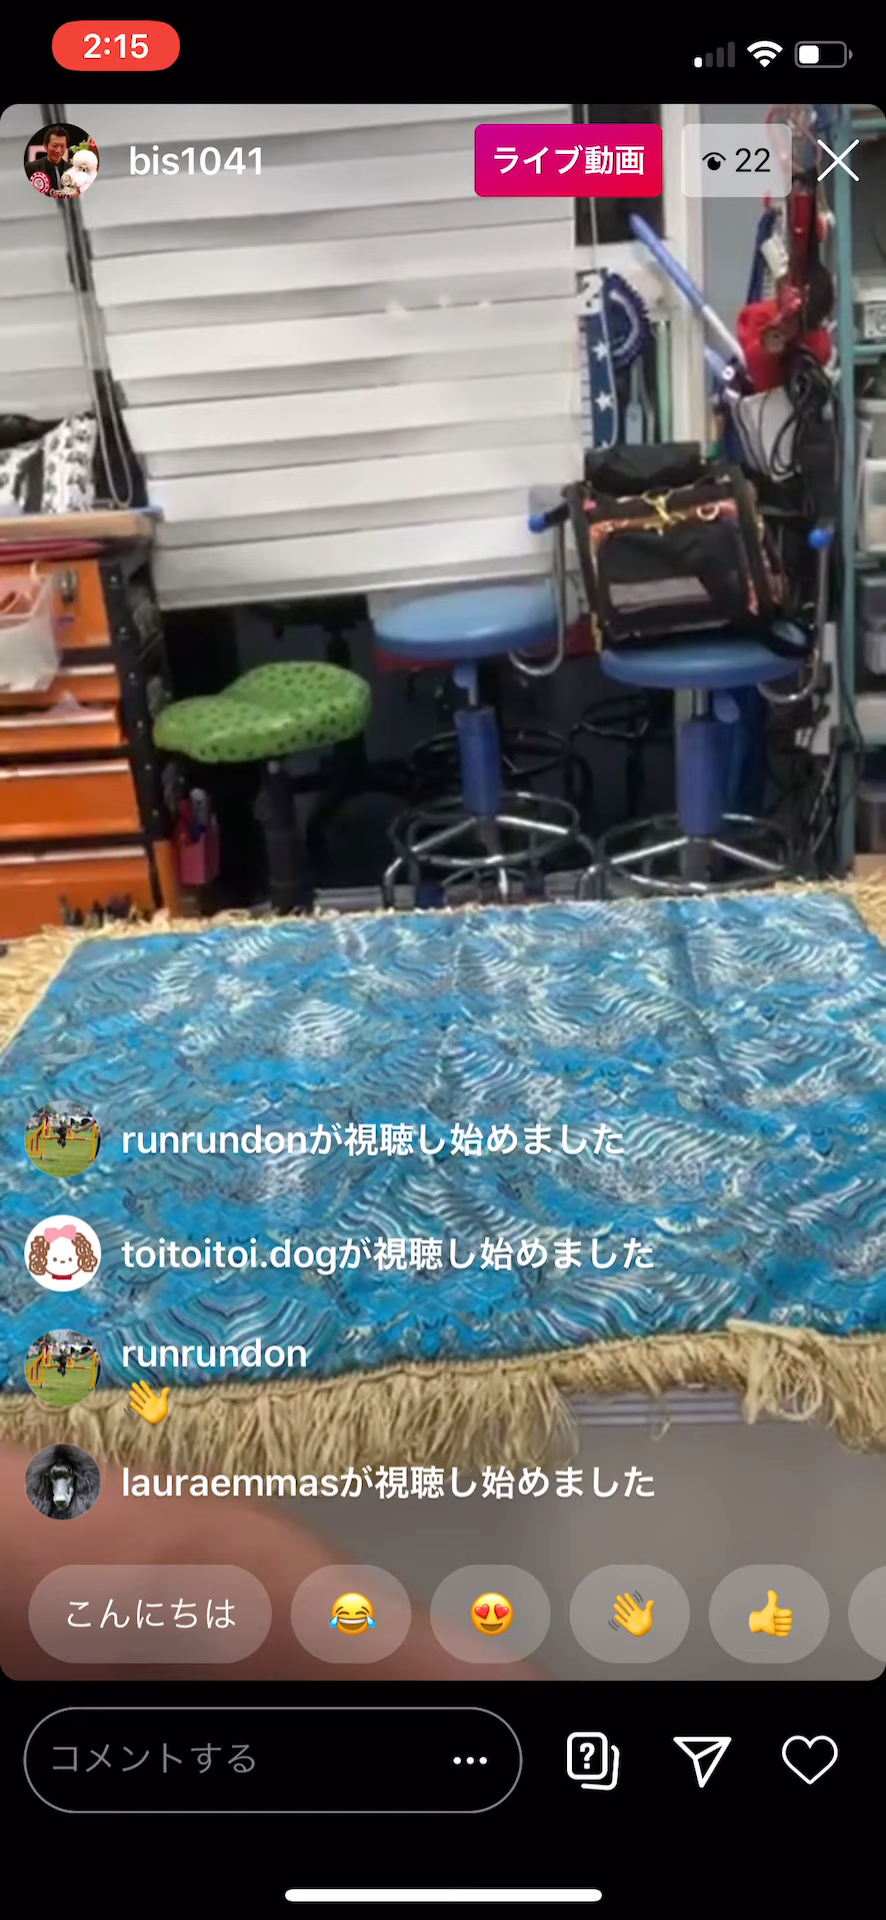 2:15
bis1041
ライブ動画
22
runrundonが視聴し始めました
toitoitoi.dogが視聴し始めました
runrundon
👋
lauraemmasが視聴し始めました
こんにちは 😂 😍 👋 👍
コメントする